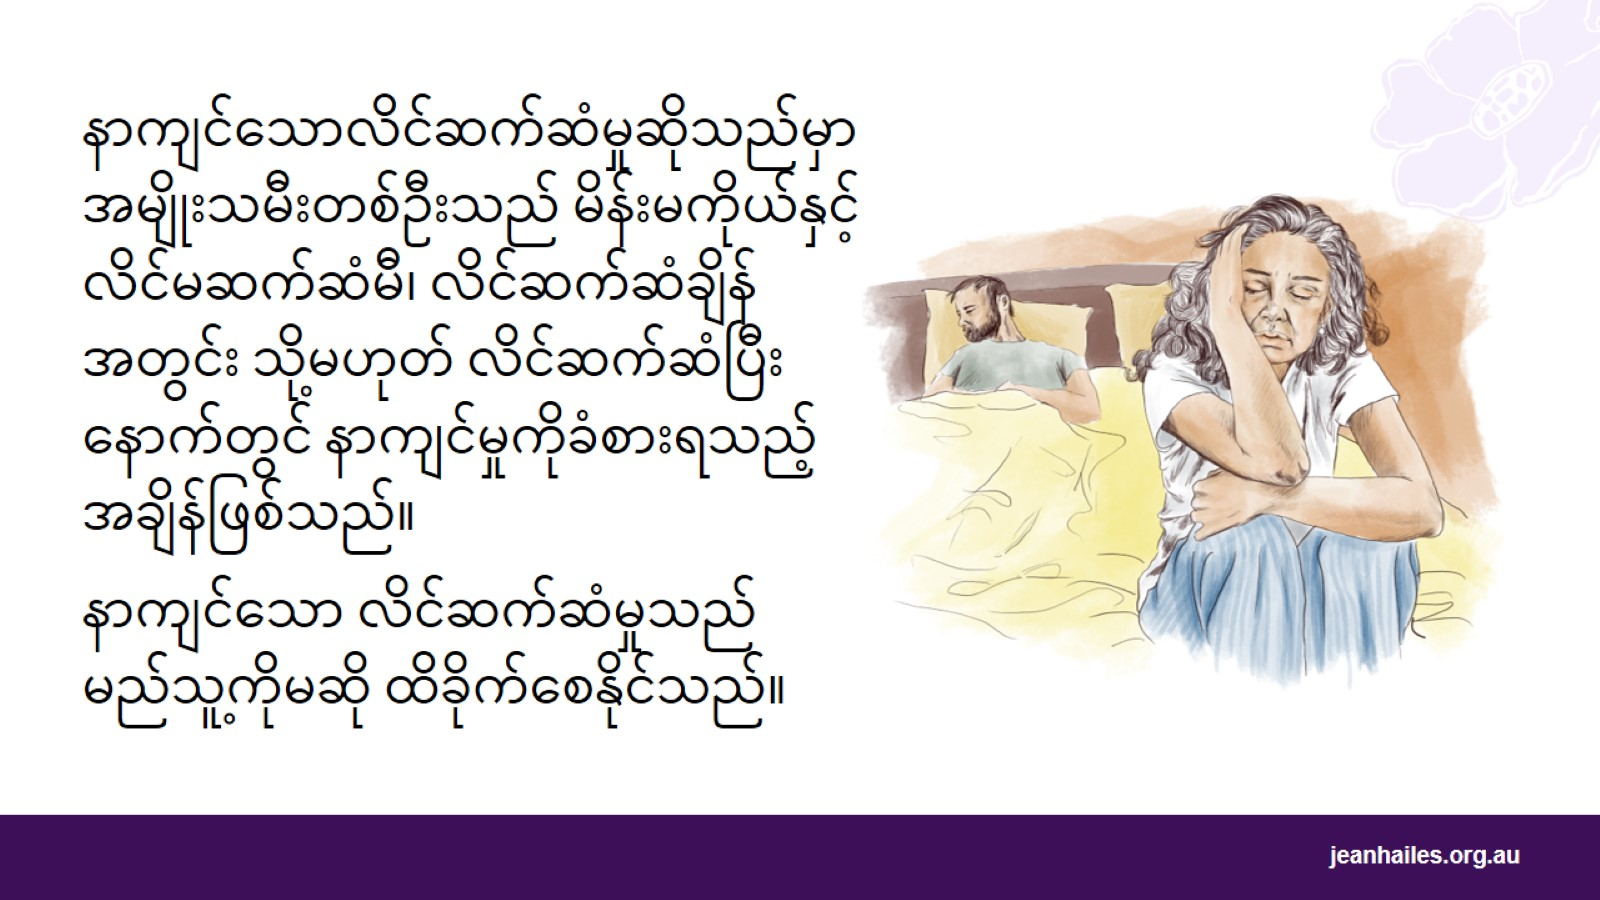 နာကျင်သောလိင်ဆက်ဆံမှုဆိုသည်မှာ
အမျိုးသမီးတစ်ဦးသည် မိန်းမကိုယ်နှင့်
လိင်မဆက်ဆံမီ၊ လိင်ဆက်ဆံချိန်
အတွင်း သို့မဟုတ် လိင်ဆက်ဆံပြီး
နောက်တွင် နာကျင်မှုကိုခံစားရသည့်
အချိန်ဖြစ်သည်။
နာကျင်သော လိင်ဆက်ဆံမှုသည်
မည်သူ့ကိုမဆို ထိခိုက်စေနိုင်သည်။
jeanhailes.org.au